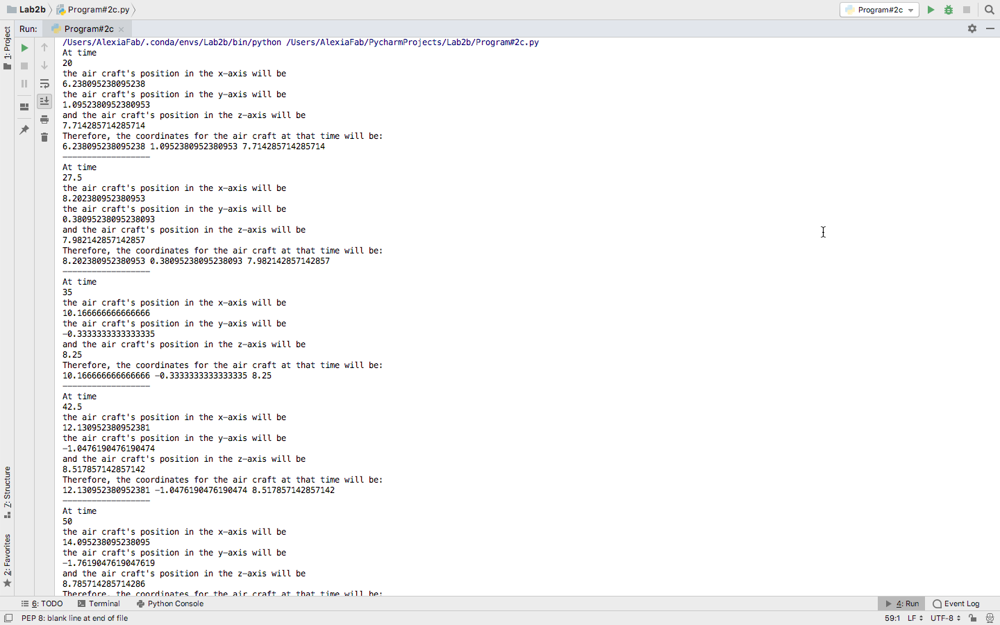 Lab2b
Program#2c.py
Program#2c
Run:
Program#2c
1: Project
7: Structure
2: Favorites
/Users/AlexiaFab/.conda/envs/Lab2b/bin/python /Users/AlexiaFab/PycharmProjects/Lab2b/Program#2c.py
At time
20
the air craft's position in the x-axis will be
6.238095238095238
the air craft's position in the y-axis will be
1.0952380952380953
and the air craft's position in the z-axis will be
7.714285714285714
Therefore, the coordinates for the air craft at that time will be:
6.238095238095238 1.0952380952380953 7.714285714285714
------------------
At time
27.5
the air craft's position in the x-axis will be
8.202380952380953
the air craft's position in the y-axis will be
0.38095238095238093
and the air craft's position in the z-axis will be
7.982142857142857
Therefore, the coordinates for the air craft at that time will be:
8.202380952380953 0.38095238095238093 7.982142857142857
------------------
At time
35
the air craft's position in the x-axis will be
10.166666666666666
the air craft's position in the y-axis will be
-0.3333333333333335
and the air craft's position in the z-axis will be
8.25
Therefore, the coordinates for the air craft at that time will be:
10.166666666666666 -0.3333333333333335 8.25
------------------
At time
42.5
the air craft's position in the x-axis will be
12.130952380952381
the air craft's position in the y-axis will be
-1.0476190476190474
and the air craft's position in the z-axis will be
8.517857142857142
Therefore, the coordinates for the air craft at that time will be:
12.130952380952381 -1.0476190476190474 8.517857142857142
------------------
At time
50
the air craft's position in the x-axis will be
14.095238095238095
the air craft's position in the y-axis will be
-1.7619047619047619
and the air craft's position in the z-axis will be
8.785714285714286
Therefore, the coordinates for the air craft at that time will be:
6: TODO
Terminal
Python Console
4: Run
Event Log
PEP 8: blank line at end of file
59:1
LF
UTF-8